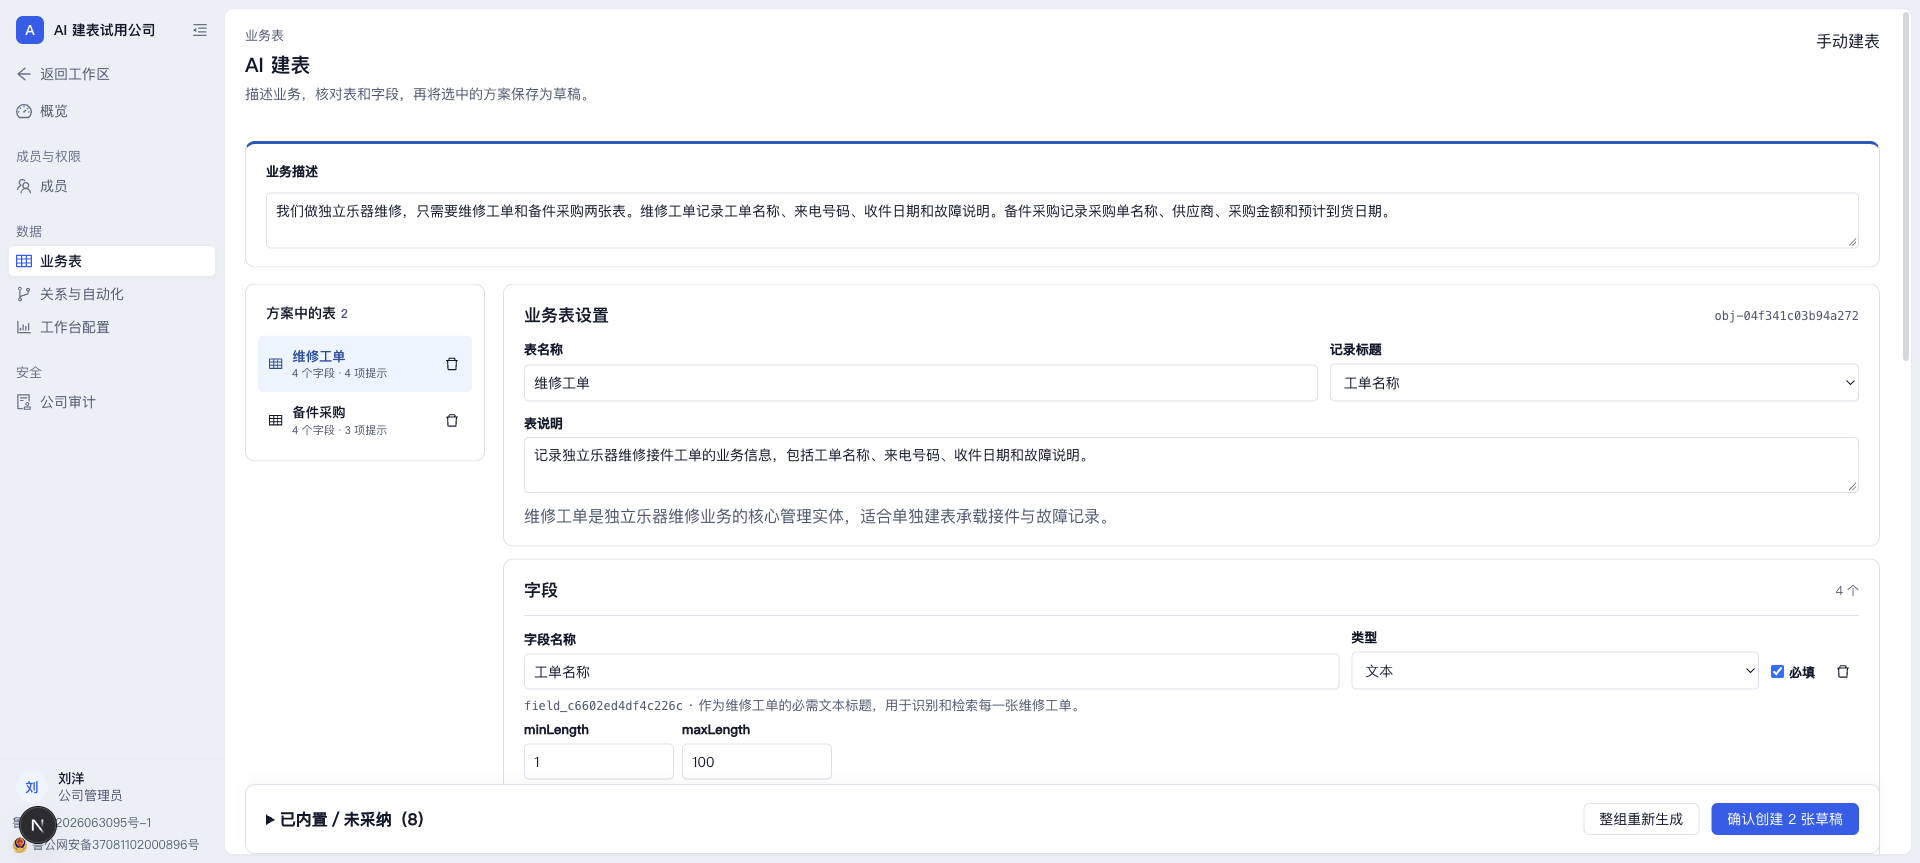 A AI 建表试用公司
返回工作区
概览
成员与权限
成员
数据
业务表
关系与自动化
工作台配置
安全
公司审计
刘 刘洋
公司管理员
2026063095号-1
公网安备37081102000896号
N
业务表
AI 建表
描述业务，核对表和字段，再将选中的方案保存为草稿。
手动建表
业务描述
我们做独立乐器维修，只需要维修工单和备件采购两张表。维修工单记录工单名称、来电号码、收件日期和故障说明。备件采购记录采购单名称、供应商、采购金额和预计到货日期。
方案中的表 2
维修工单
4 个字段 · 4 项提示
备件采购
4 个字段 · 3 项提示
业务表设置 obj-04f341c03b94a272
表名称 记录标题
维修工单 工单名称
表说明
记录独立乐器维修接件工单的业务信息，包括工单名称、来电号码、收件日期和故障说明。
维修工单是独立乐器维修业务的核心管理实体，适合单独建表承载接件与故障记录。
字段 4 个
字段名称 类型
工单名称 文本 必填
field_c6602ed4df4c226c · 作为维修工单的必需文本标题，用于识别和检索每一张维修工单。
minLength maxLength
1 100
已内置 / 未采纳（8） 整组重新生成 确认创建 2 张草稿